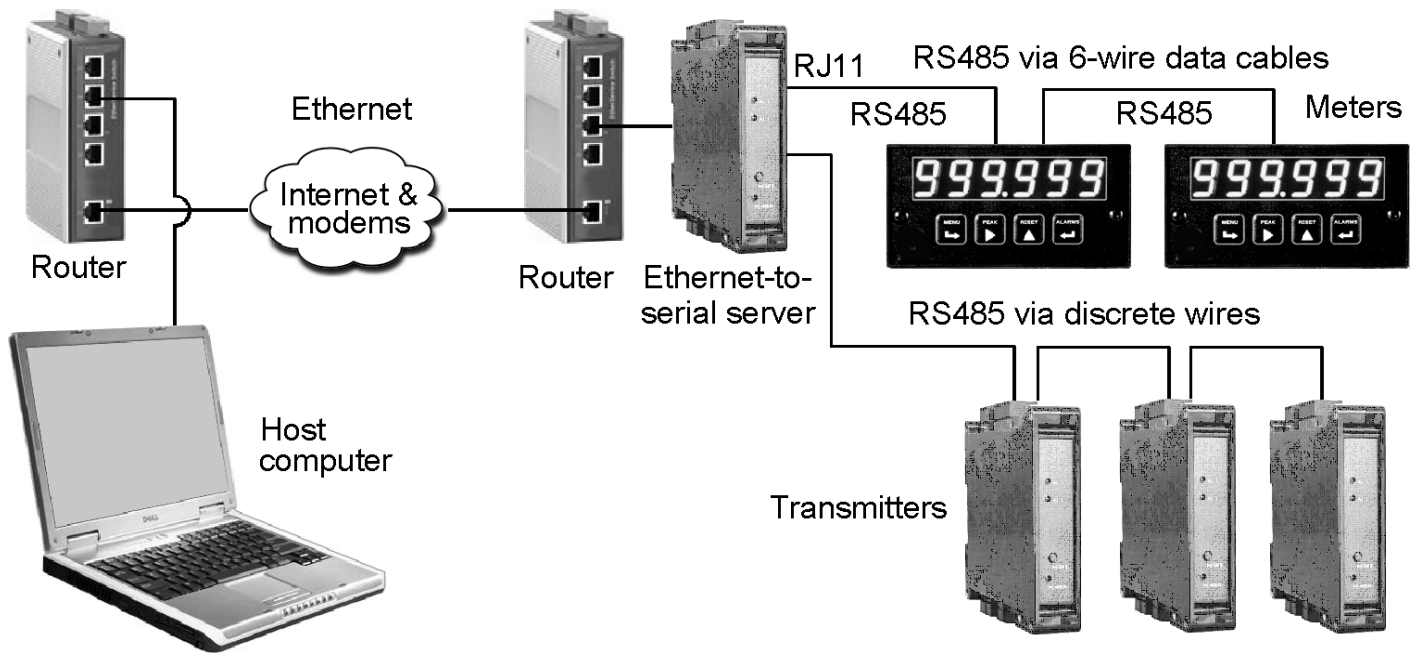 RJ11
RS485 via 6-wire data cables
Ethernet
RS485
RS485
Meters
Internet &
modems
999.999
999.999
MENU
PEAK
RESET
ALARMS
MENU
PEAK
RESET
ALARMS
Router
Router
Ethernet-to-
serial server
RS485 via discrete wires
Host
computer
Transmitters
DELL